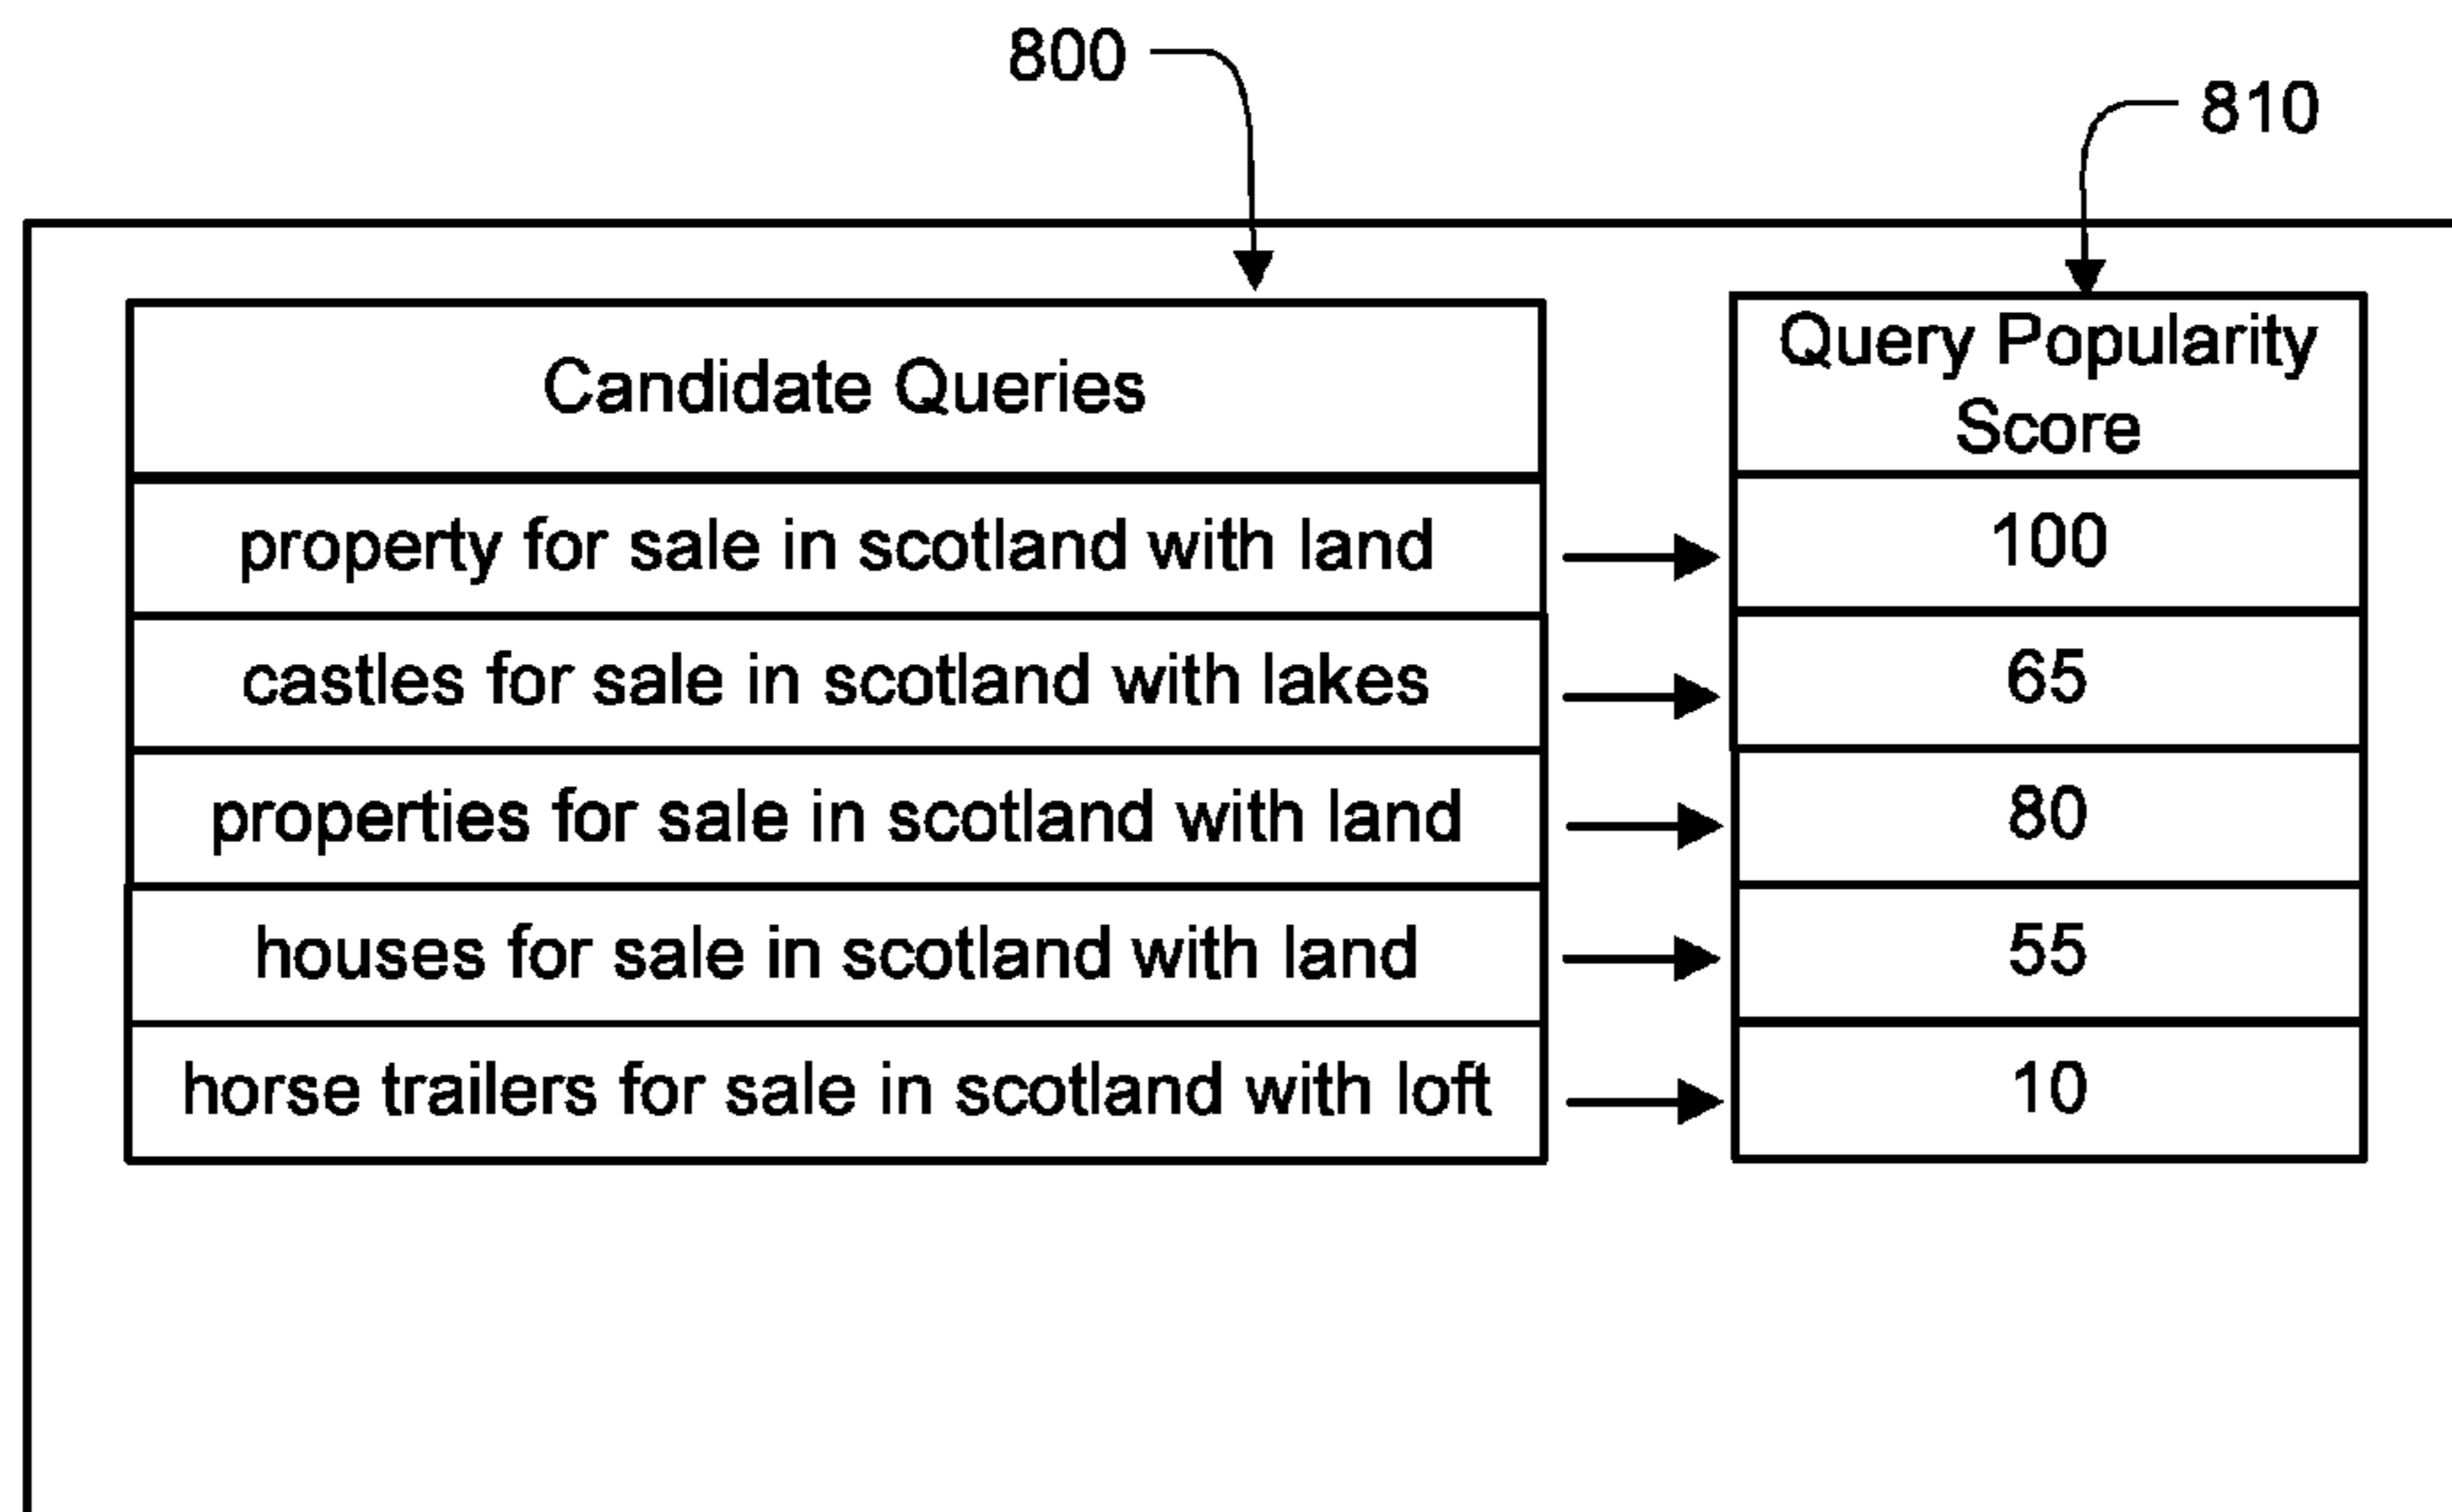 800
810
Candidate Queries
Query Popularity
Score
property for sale in scotland with land
100
castles for sale in scotland with lakes
65
properties for sale in scotland with land
80
houses for sale in scotland with land
55
horse trailers for sale in scotland with loft
10